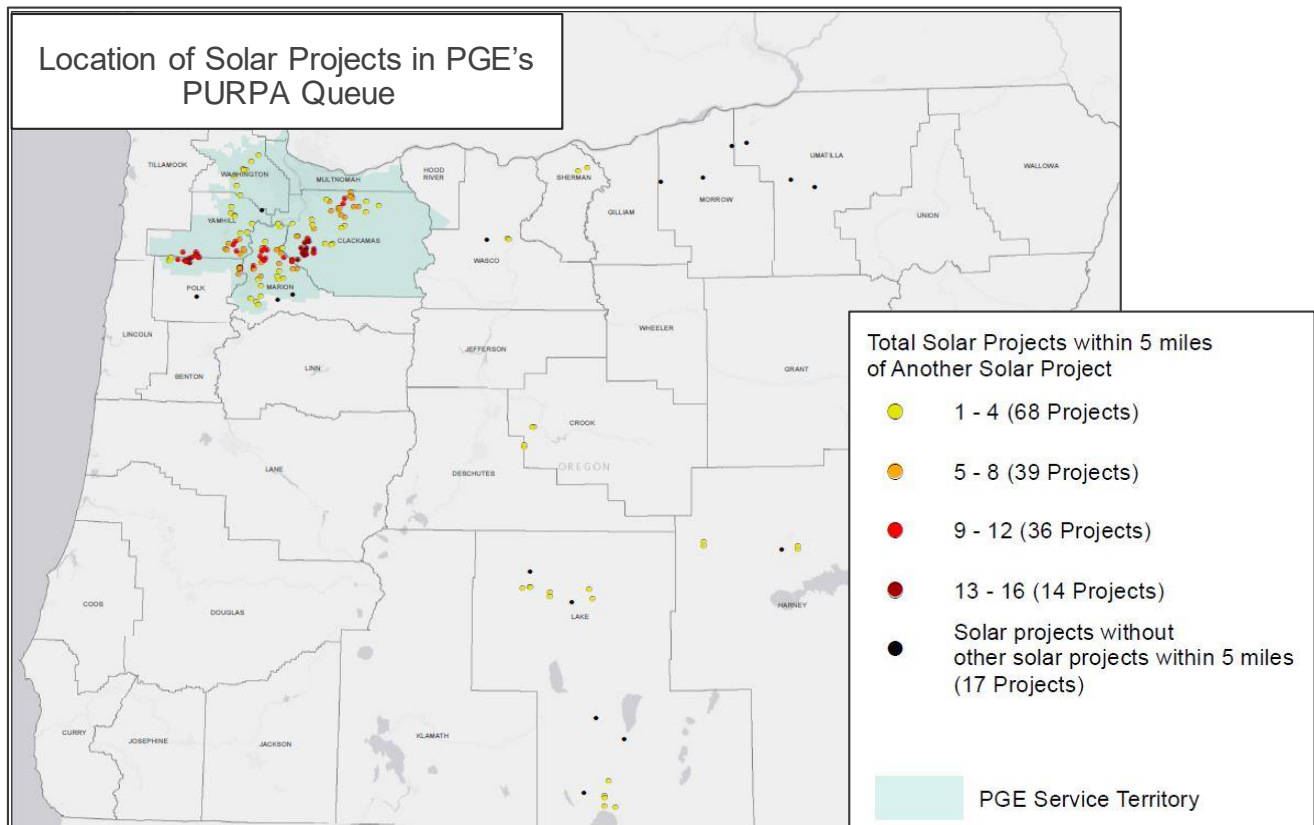 Location of Solar Projects in PGE's
PURPA Queue
TILLAMOOK
WASHINGTON
MULTNOMAH
HOOD
RIVER
SHERMAN
UMATILLA
WALLOWA
MORROW
GILLIAM
UNION
YAMHILL
CLACKAMAS
WASCO
POLK
MARION
LINCOLN
WHEELER
JEFFERSON
BENTON
LINN
GRANT
CROOK
LANE
DESCHUTES
OREGON
COOS
DOUGLAS
LAKE
HARNEY
CURRY
JOSEPHINE
JACKSON
KLAMATH
Total Solar Projects within 5 miles
of Another Solar Project
1 - 4 (68 Projects)
5 - 8 (39 Projects)
9 - 12 (36 Projects)
13 - 16 (14 Projects)
Solar projects without
other solar projects within 5 miles
(17 Projects)
PGE Service Territory